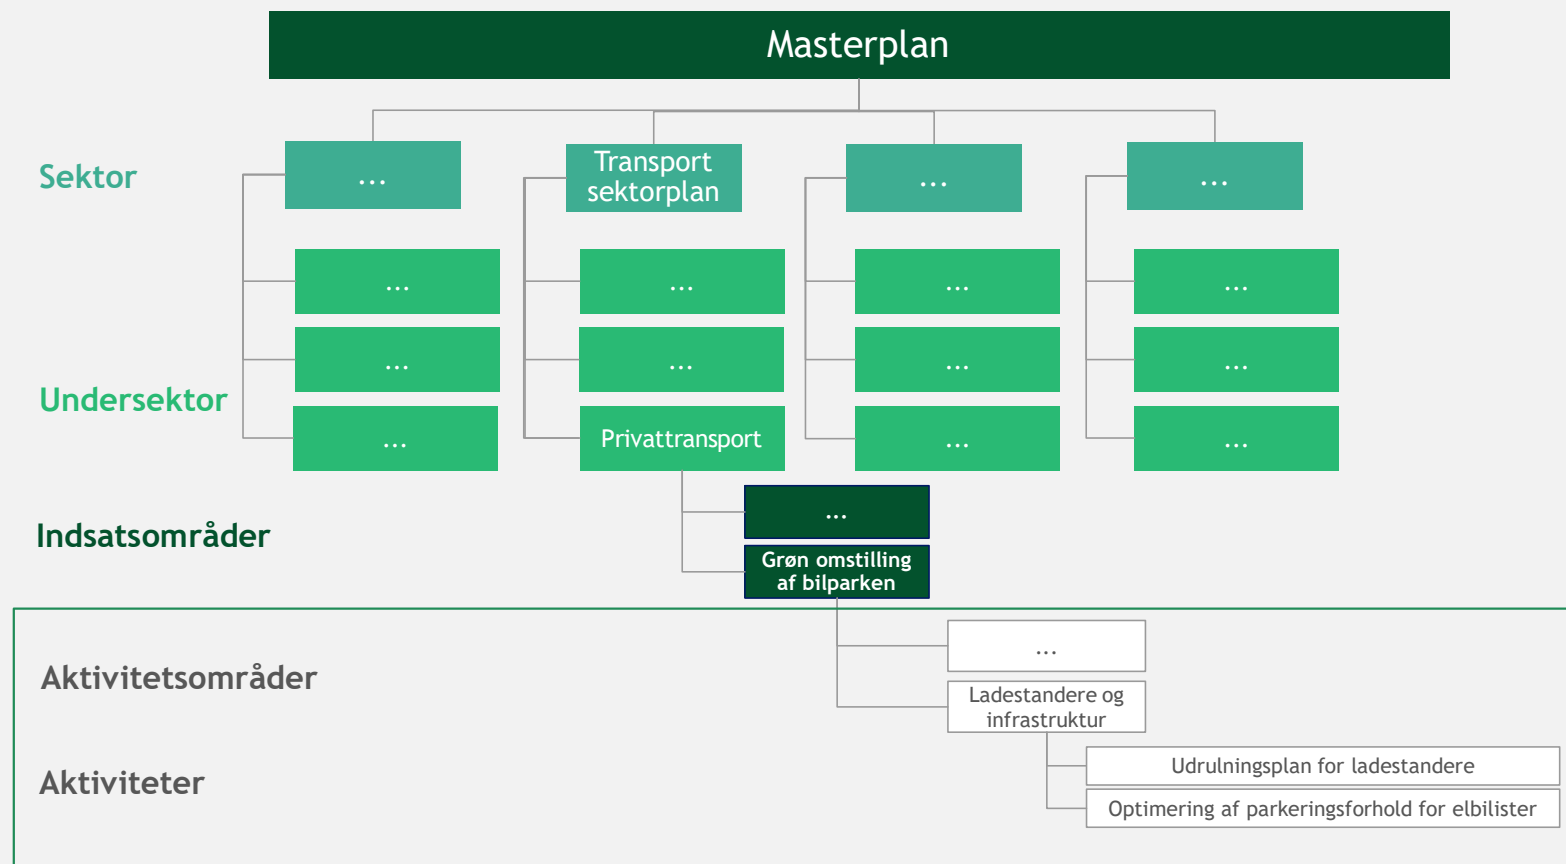 Masterplan
Sektor
...
Transport
sektorplan
...
...
...
...
...
...
Undersektor
...
...
...
...
...
Privattransport
...
...
Indsatsområder
...
Grøn omstilling
af bilparken
Aktivitetsområder
...
Ladestandere og
infrastruktur
Aktiviteter
Udrulningsplan for ladestandere
Optimering af parkeringsforhold for elbilister